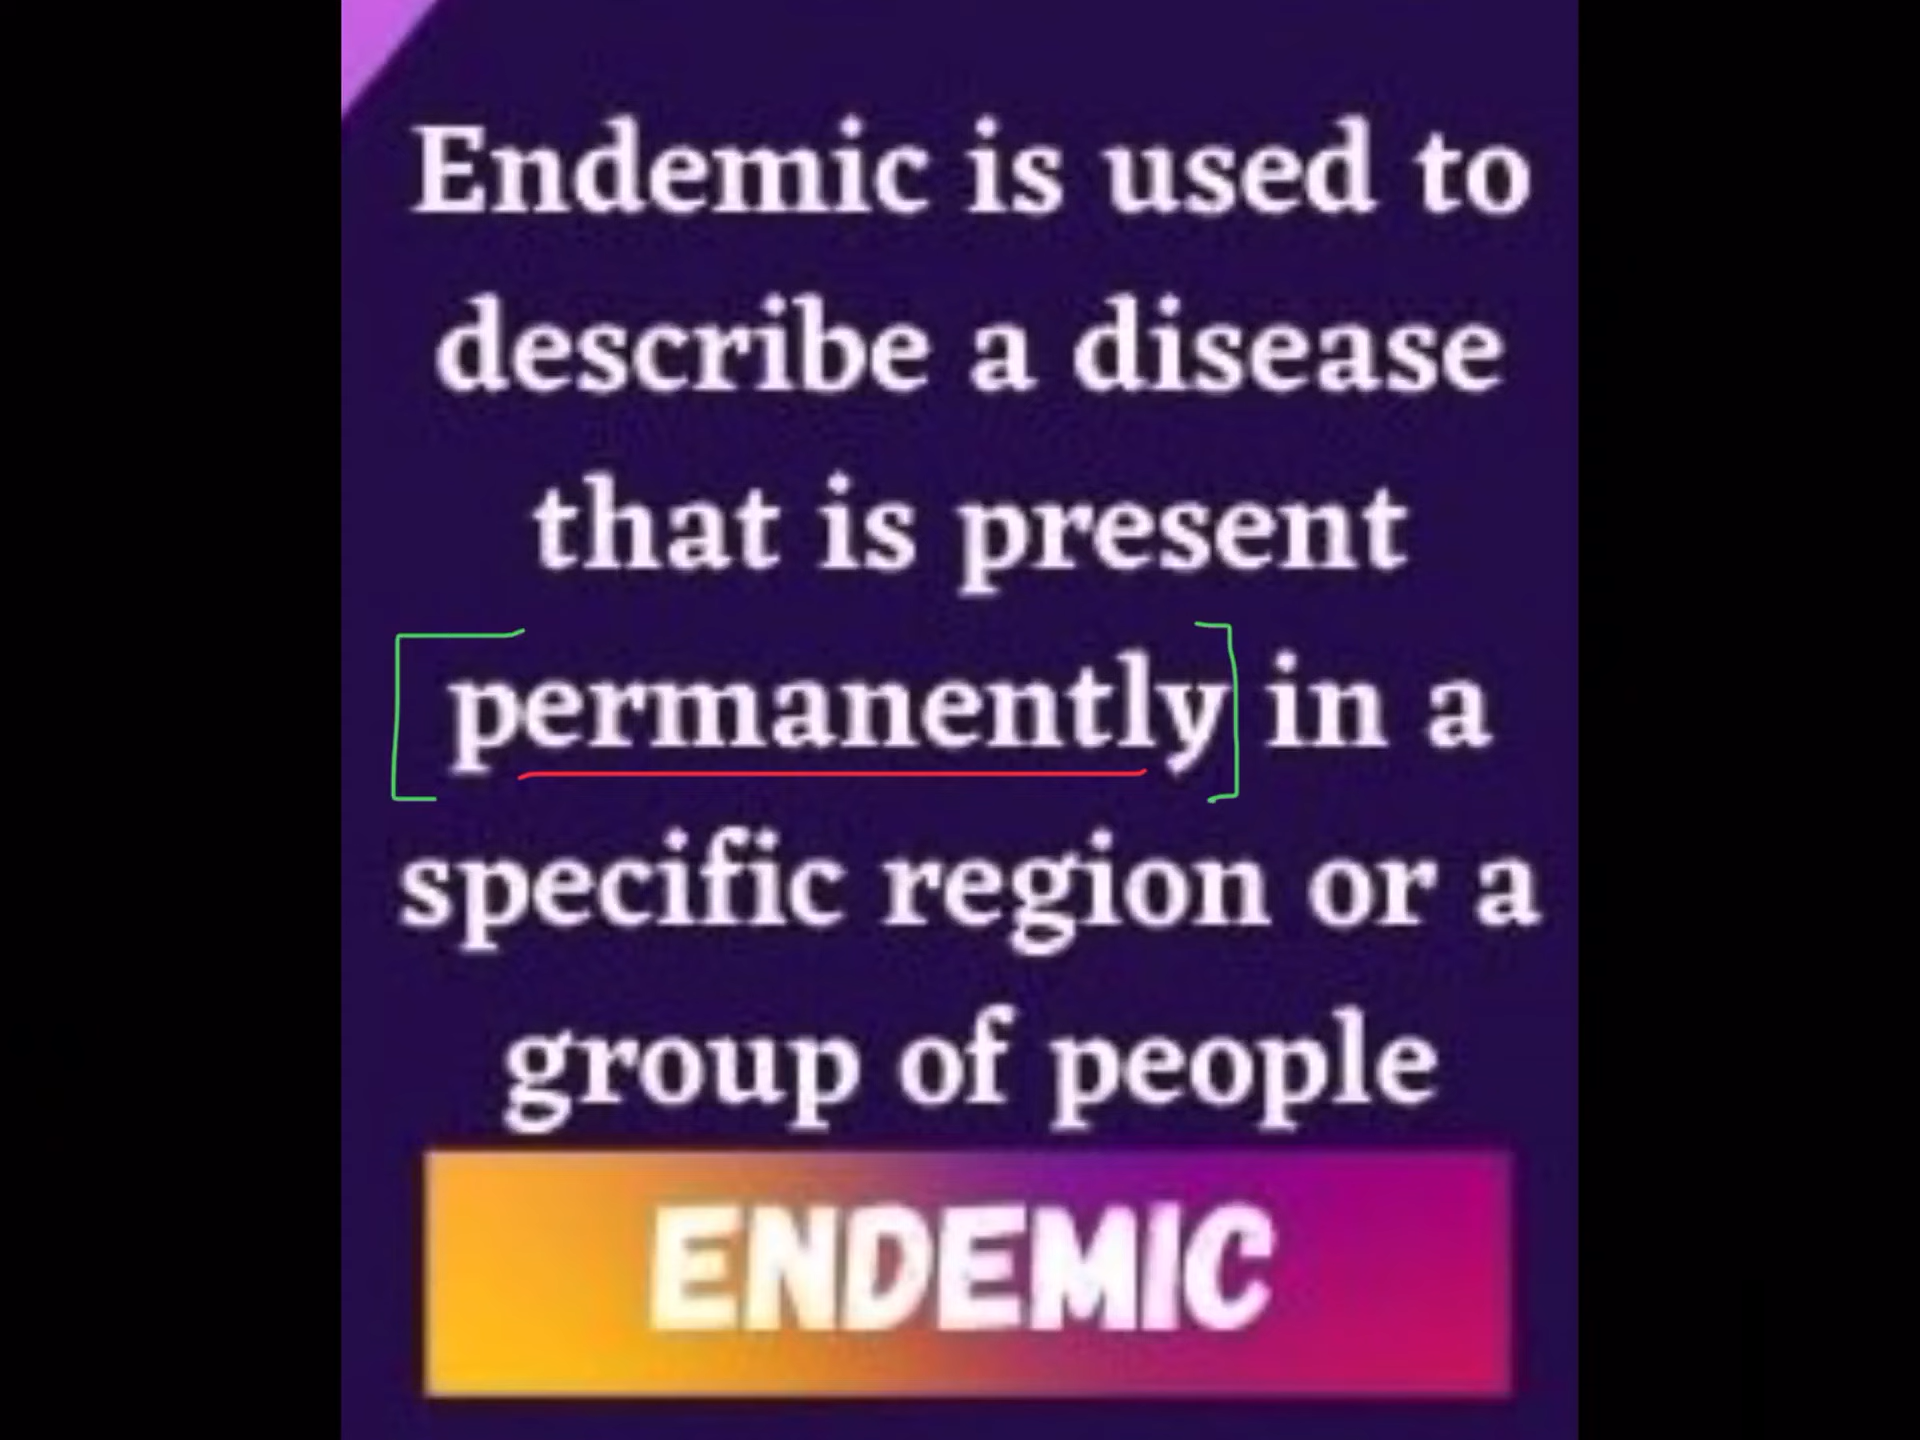 Endemic is used to
describe a disease
that is present
permanently in a
specific region or a
group of people
ENDEMIC